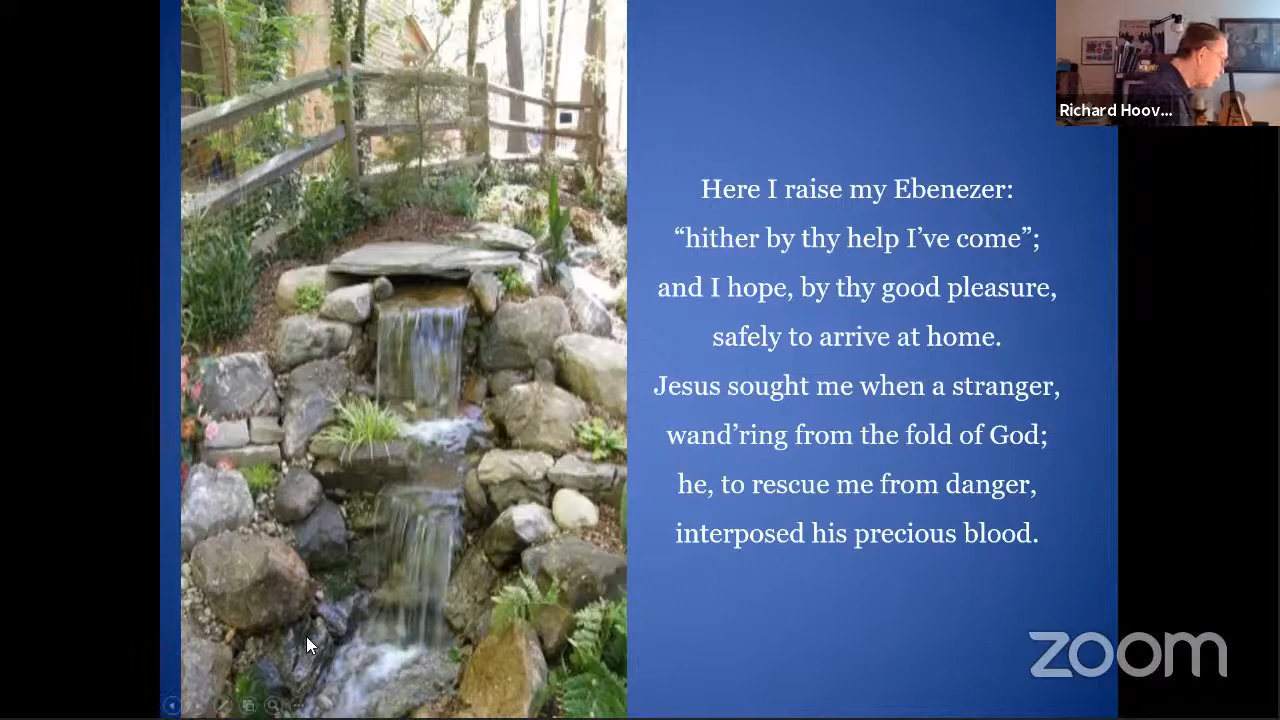 Richard Hoov...
Here I raise my Ebenezer:
“hither by thy help I’ve come”;
and I hope, by thy good pleasure,
safely to arrive at home.
Jesus sought me when a stranger,
wand’ring from the fold of God;
he, to rescue me from danger,
interposed his precious blood.
zoom